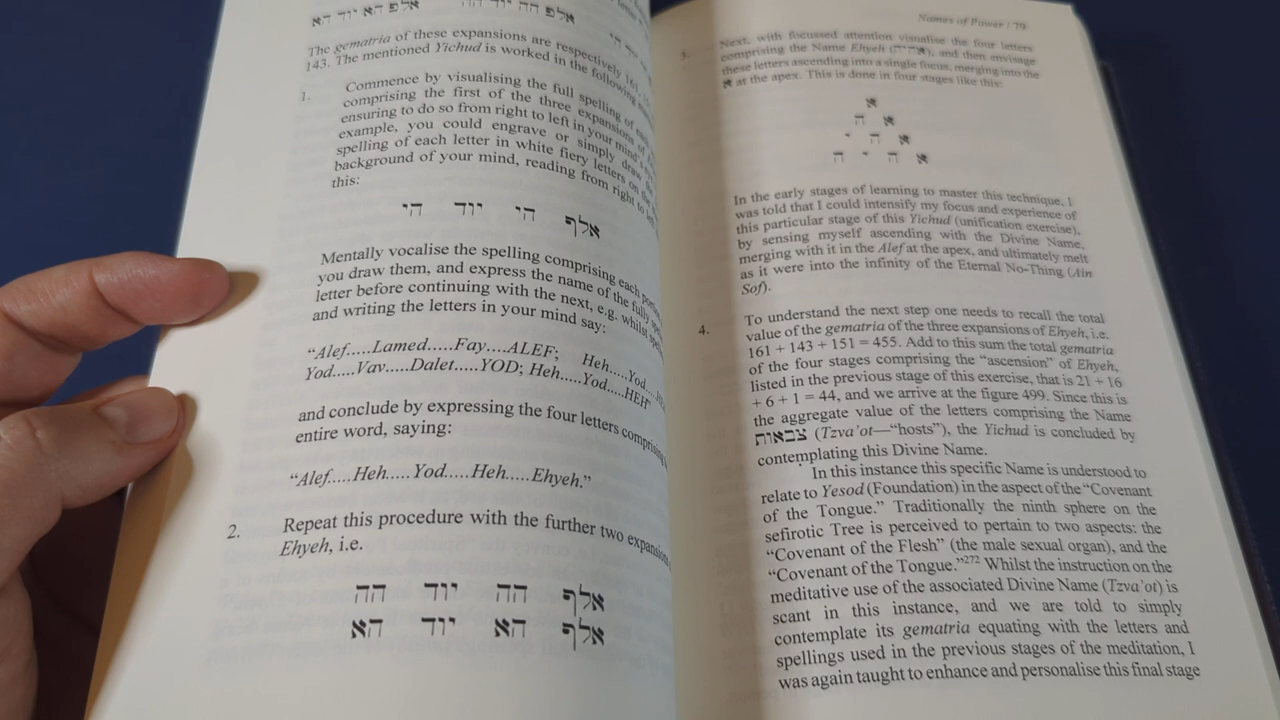 אלפ הא יוד הא אלפ הה יוד הה
The gematria of these expansions are respectively 161,
143. The mentioned Yichud is worked in the following
1. Commence by visualising the full spelling of
comprising the first of the three expansions of
ensuring to do so from right to left in your mind's
example, you could engrave or simply draw the
spelling of each letter in white fiery letters on the
background of your mind, reading from right to left
this:
אלף הי יוד הי
Mentally vocalise the spelling comprising each
you draw them, and express the name of the fully
letter before continuing with the next, e.g. whilst
and writing the letters in your mind say:
“Alef.....Lamed.....Fay....ALEF; Heh.....Yod....
Yod.....Vav.....Dalet.....YOD; Heh.....Yod.....HEH
and conclude by expressing the four letters
entire word, saying:
“Alef.....Heh.....Yod.....Heh.....Ehyeh.”
2. Repeat this procedure with the further two
Ehyeh, i.e.
אלף הה יוד הה
אלף הא יוד הא
Names of Power /
Next, with focussed attention visualise the four letters
comprising the Name Ehyeh (אהיה), and then envisage
these letters ascending into a single focus, merging into the
א at the apex. This is done in four stages like this:
א
א ה
א ה י
א ה י ה
In the early stages of learning to master this technique, I
was told that I could intensify my focus and experience of
this particular stage of this Yichud (unification exercise),
by sensing myself ascending with the Divine Name,
merging with it in the Alef at the apex, and ultimately melt
as it were into the infinity of the Eternal No-Thing (Ain
Sof).
4. To understand the next step one needs to recall the total
value of the gematria of the three expansions of Ehyeh, i.e.
161 + 143 + 151 = 455. Add to this sum the total gematria
of the four stages comprising the “ascension” of Ehyeh,
listed in the previous stage of this exercise, that is 21 + 16
+ 6 + 1 = 44, and we arrive at the figure 499. Since this is
the aggregate value of the letters comprising the Name
צבאות (Tzva'ot—“hosts”), the Yichud is concluded by
contemplating this Divine Name.
In this instance this specific Name is understood to
relate to Yesod (Foundation) in the aspect of the “Covenant
of the Tongue.” Traditionally the ninth sphere on the
sefirotic Tree is perceived to pertain to two aspects: the
“Covenant of the Flesh” (the male sexual organ), and the
“Covenant of the Tongue.”272 Whilst the instruction on the
meditative use of the associated Divine Name (Tzva'ot) is
scant in this instance, and we are told to simply
contemplate its gematria equating with the letters and
spellings used in the previous stages of the meditation, I
was again taught to enhance and personalise this final stage